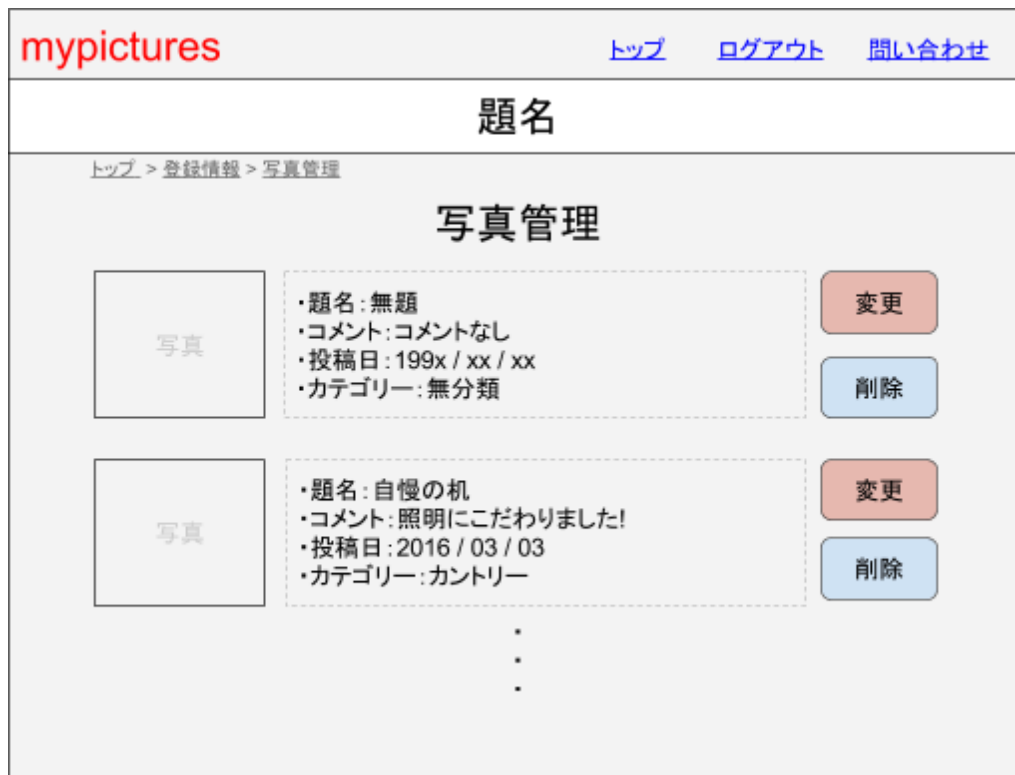 mypictures トップ ログアウト 問い合わせ
題名
トップ > 登録情報 > 写真管理
写真管理
写真
・題名：無題
・コメント：コメントなし
・投稿日：199x / xx / xx
・カテゴリー：無分類
変更
削除
写真
・題名：自慢の机
・コメント：照明にこだわりました!
・投稿日：2016 / 03 / 03
・カテゴリー：カントリー
変更
削除
・
・
・